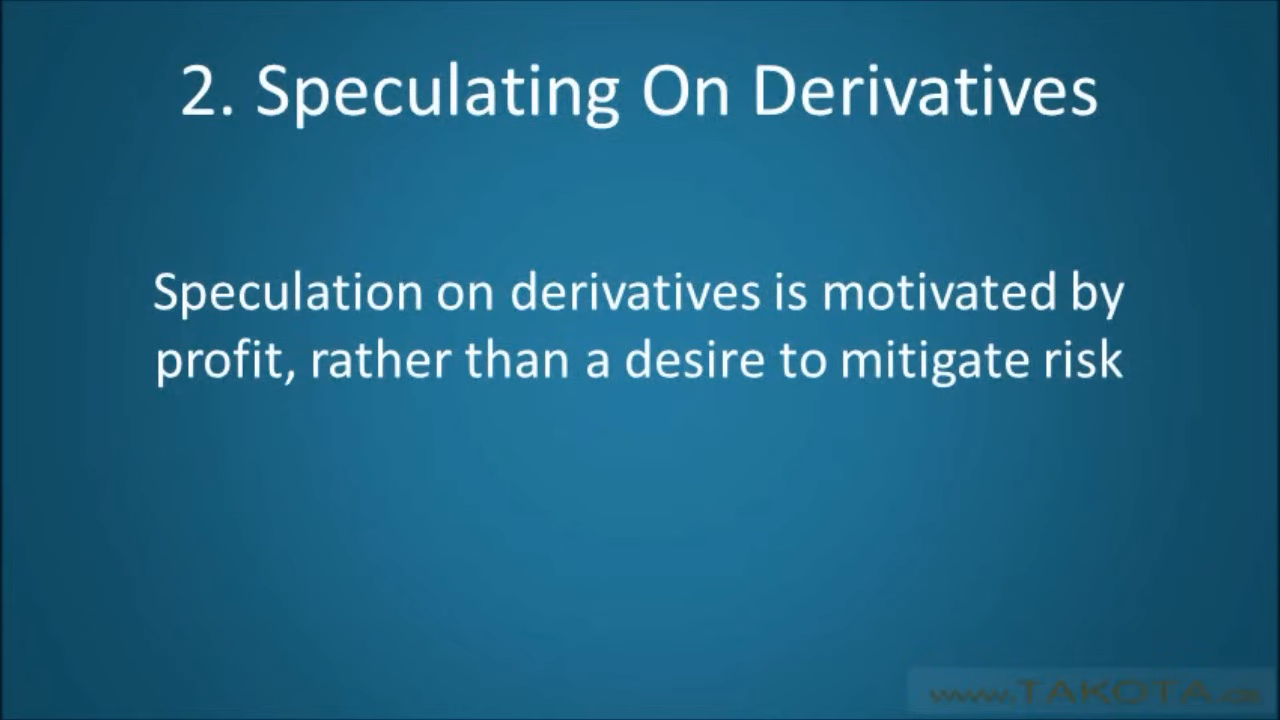 2. Speculating On Derivatives
Speculation on derivatives is motivated by
profit, rather than a desire to mitigate risk
www.TAKOTA.de